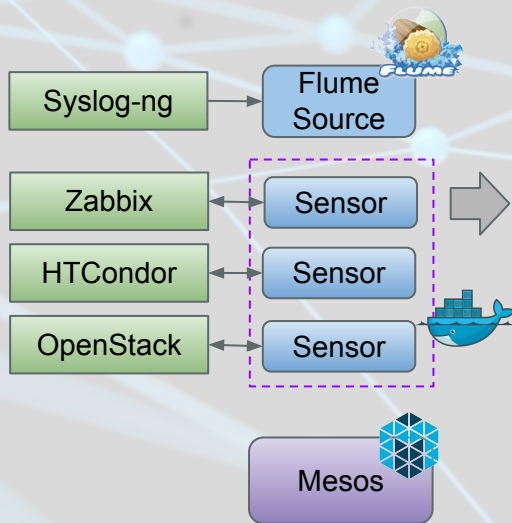 FLUME
Syslog-ng
Flume
Source
Zabbix
Sensor
HTCondor
Sensor
OpenStack
Sensor
Mesos